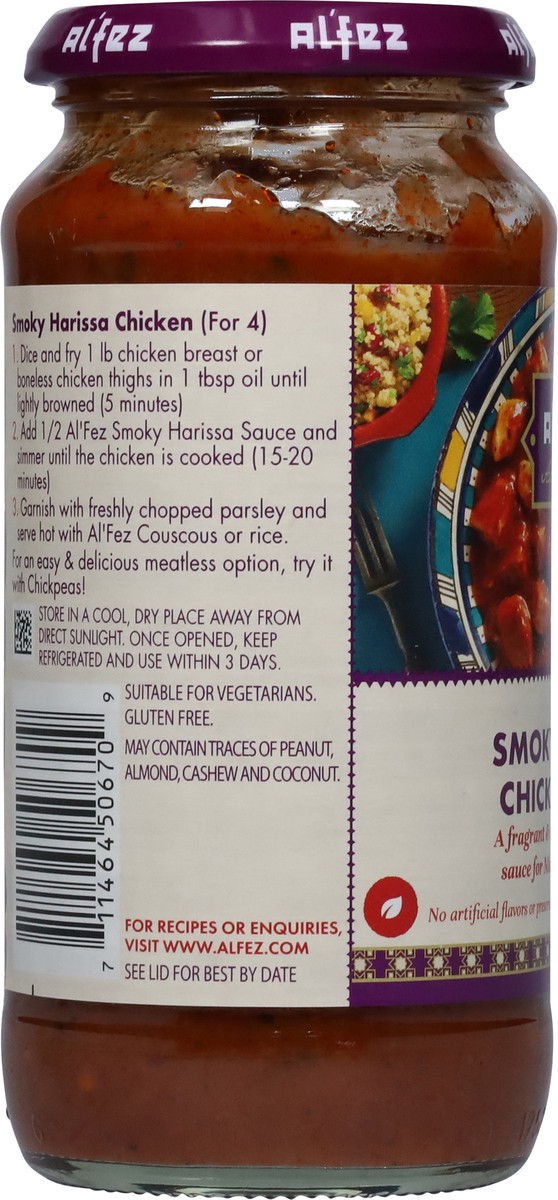 al'fez al'fez al
Smoky Harissa Chicken (For 4)
1. Dice and fry 1 lb chicken breast or
boneless chicken thighs in 1 tbsp oil until
lightly browned (5 minutes)
2. Add 1/2 Al'Fez Smoky Harissa Sauce and
simmer until the chicken is cooked (15-20
minutes)
3. Garnish with freshly chopped parsley and
serve hot with Al'Fez Couscous or rice.
For an easy & delicious meatless option, try it
with Chickpeas!
STORE IN A COOL, DRY PLACE AWAY FROM
DIRECT SUNLIGHT. ONCE OPENED, KEEP
REFRIGERATED AND USE WITHIN 3 DAYS.
SUITABLE FOR VEGETARIANS.
GLUTEN FREE.
MAY CONTAIN TRACES OF PEANUT,
ALMOND, CASHEW AND COCONUT.
7 11464 50670 9
FOR RECIPES OR ENQUIRIES,
VISIT WWW.ALFEZ.COM
SEE LID FOR BEST BY DATE
SMOK
CHICK
A fragrant
sauce for
No artificial flavors or